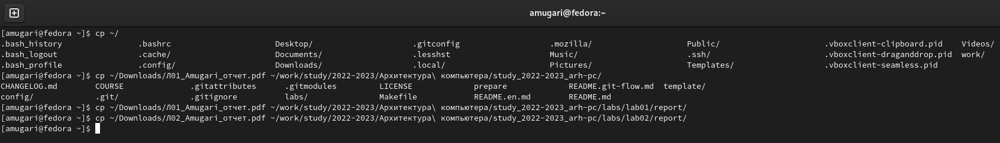 amugari@fedora:~
[amugari@fedora ~]$ cp ~/
.bash_history .bashrc Desktop/ .gitconfig .mozilla/ Public/ .vboxclient-clipboard.pid Videos/
.bash_logout .cache/ Documents/ .lesshst Music/ .ssh/ .vboxclient-draganddrop.pid work/
.bash_profile .config/ Downloads/ .local/ Pictures/ Templates/ .vboxclient-seamless.pid
[amugari@fedora ~]$ cp ~/Downloads/Л01_Amugari_отчет.pdf ~/work/study/2022-2023/Архитектура\ компьютера/study_2022-2023_arh-pc/
CHANGELOG.md COURSE .gitattributes .gitmodules LICENSE prepare README.git-flow.md template/
config/ .git/ .gitignore labs/ Makefile README.en.md README.md
[amugari@fedora ~]$ cp ~/Downloads/Л01_Amugari_отчет.pdf ~/work/study/2022-2023/Архитектура\ компьютера/study_2022-2023_arh-pc/labs/lab01/report/
[amugari@fedora ~]$ cp ~/Downloads/Л02_Amugari_отчет.pdf ~/work/study/2022-2023/Архитектура\ компьютера/study_2022-2023_arh-pc/labs/lab02/report/
[amugari@fedora ~]$